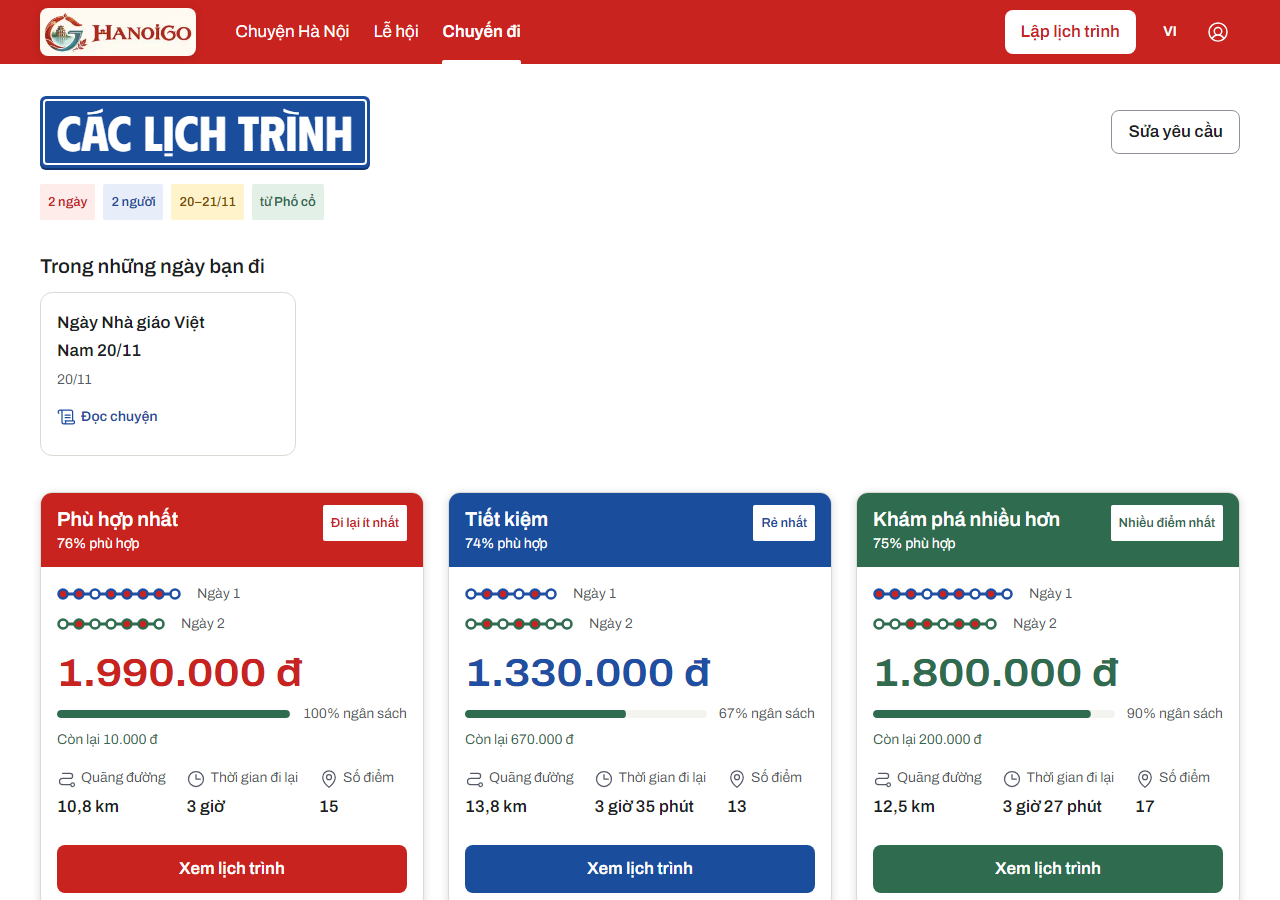 HANOIGO
Chuyện Hà Nội
Lễ hội
Chuyến đi
Lập lịch trình
VI
CÁC LỊCH TRÌNH
Sửa yêu cầu
2 ngày
2 người
20–21/11
từ Phố cổ
Trong những ngày bạn đi
Ngày Nhà giáo Việt
Nam 20/11
20/11
Đọc chuyện
Phù hợp nhất
76% phù hợp
Đi lại ít nhất
Ngày 1
Ngày 2
1.990.000 đ
100% ngân sách
Còn lại 10.000 đ
Quãng đường
Thời gian đi lại
Số điểm
10,8 km
3 giờ
15
Xem lịch trình
Tiết kiệm
74% phù hợp
Rẻ nhất
Ngày 1
Ngày 2
1.330.000 đ
67% ngân sách
Còn lại 670.000 đ
Quãng đường
Thời gian đi lại
Số điểm
13,8 km
3 giờ 35 phút
13
Xem lịch trình
Khám phá nhiều hơn
75% phù hợp
Nhiều điểm nhất
Ngày 1
Ngày 2
1.800.000 đ
90% ngân sách
Còn lại 200.000 đ
Quãng đường
Thời gian đi lại
Số điểm
12,5 km
3 giờ 27 phút
17
Xem lịch trình